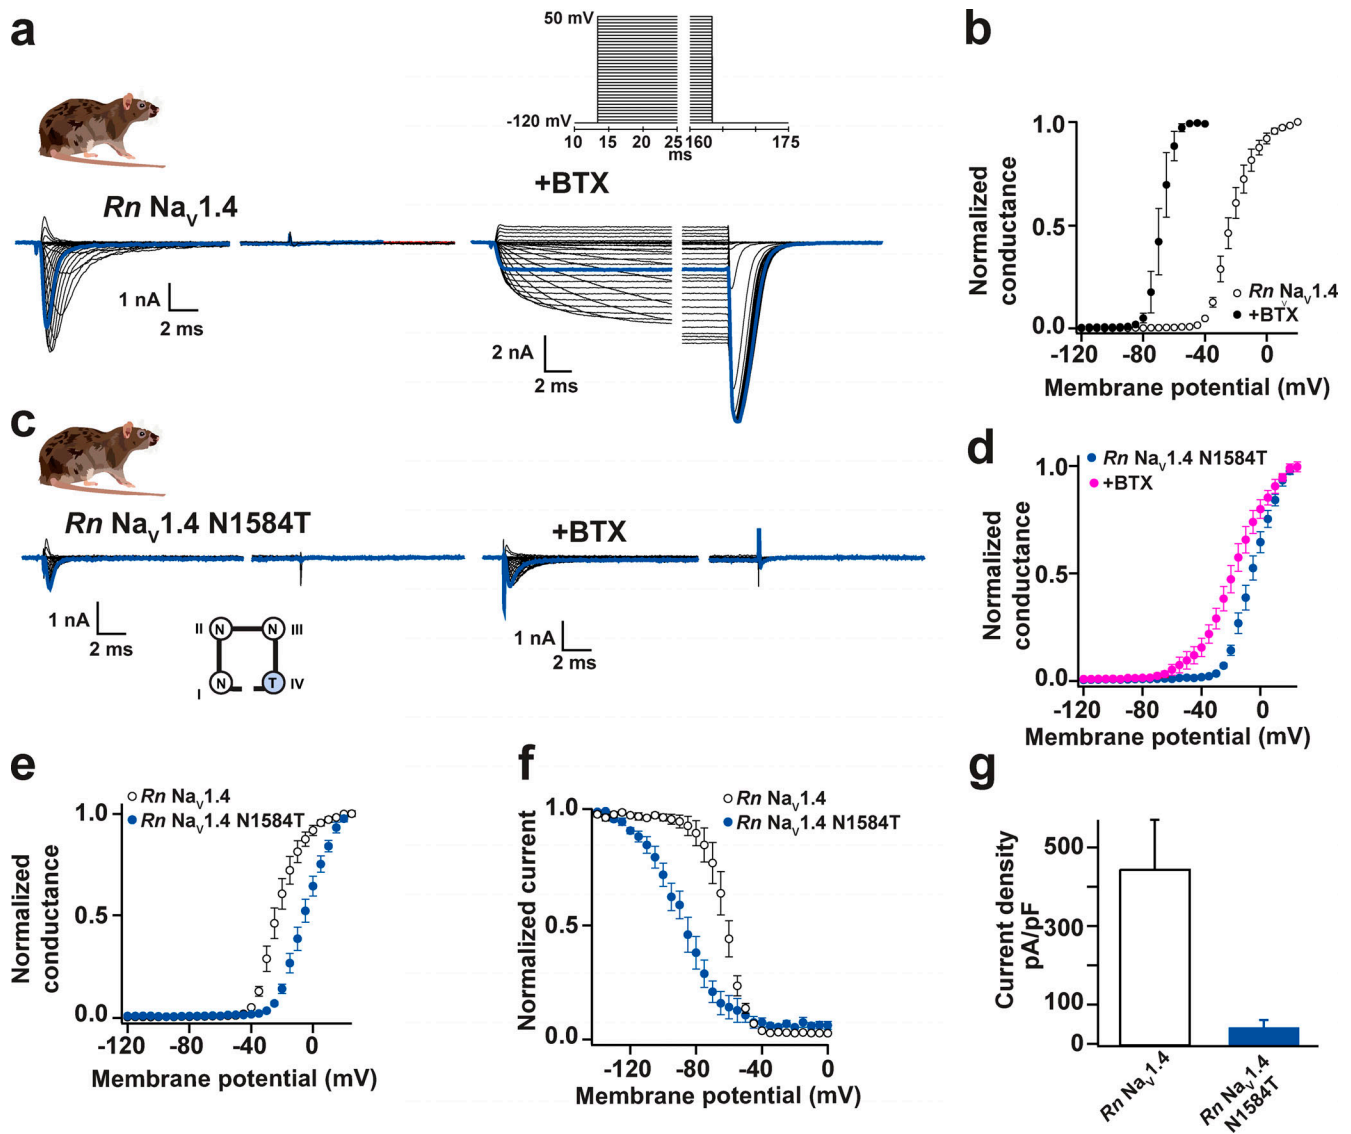 a
50 mV
-120 mV
10 15 20 25 160 175
ms
Rn NaV1.4
+BTX
1 nA
2 ms
2 nA
2 ms
b
Normalized
conductance
1.0
0.5
0.0
Rn NaV1.4
+BTX
-120 -80 -40 0
Membrane potential (mV)
c
Rn NaV1.4 N1584T
+BTX
1 nA
2 ms
II N N III
I N T IV
1 nA
2 ms
d
Normalized
conductance
1.0
0.5
0.0
Rn NaV1.4 N1584T
+BTX
-120 -80 -40 0
Membrane potential (mV)
e
Normalized
conductance
1.0
0.5
0.0
Rn NaV1.4
Rn NaV1.4 N1584T
-120 -80 -40 0
Membrane potential (mV)
f
Normalized current
1.0
0.5
0.0
Rn NaV1.4
Rn NaV1.4 N1584T
-120 -80 -40 0
Membrane potential (mV)
g
Current density
pA/pF
500
300
100
0
Rn NaV1.4
Rn NaV1.4
N1584T